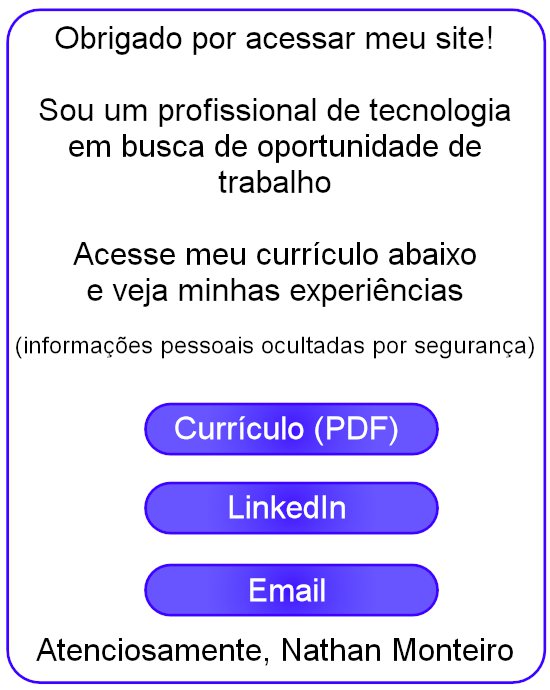 Obrigado por acessar meu site!
Sou um profissional de tecnologia
em busca de oportunidade de
trabalho
Acesse meu currículo abaixo
e veja minhas experiências
(informações pessoais ocultadas por segurança)
Currículo (PDF)
LinkedIn
Email
Atenciosamente, Nathan Monteiro